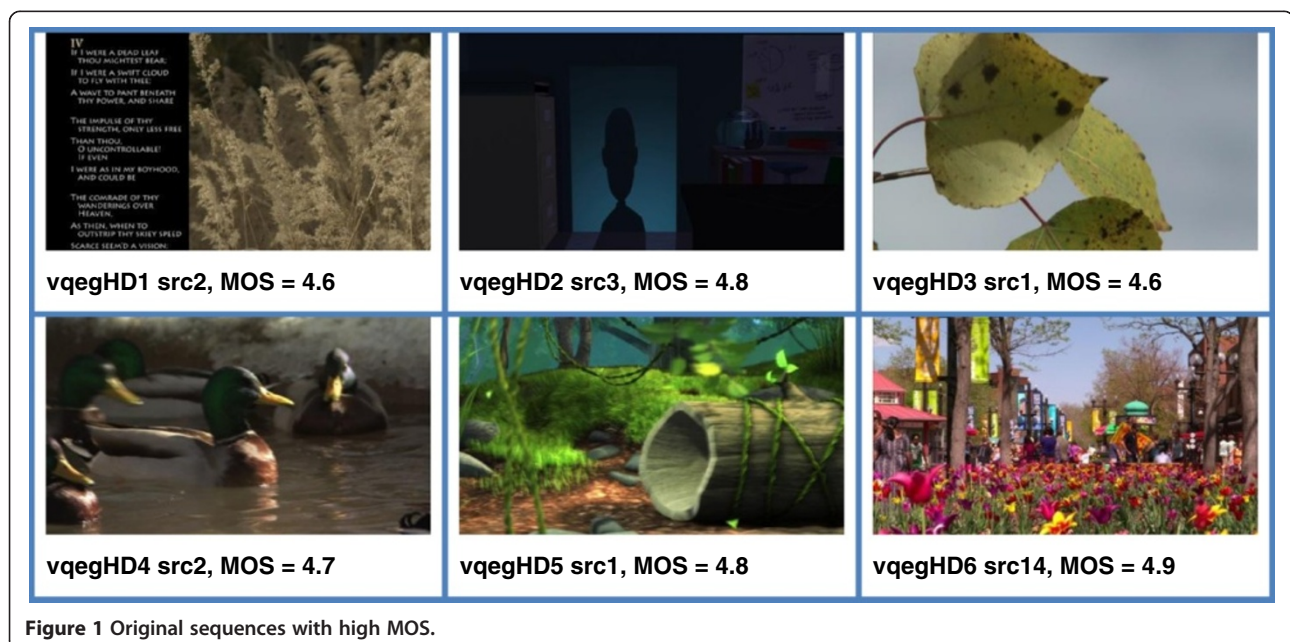 IV
If I were a dead leaf
thou mightest bear;
If I were a swift cloud
to fly with thee;
A wave to pant beneath
thy power, and share
The impulse of thy
strength, only less free
Than thou,
O uncontrollable!
If even
I were as in my boyhood,
and could be
The comrade of thy
wanderings over
Heaven,
As then, when to
outstrip thy skiey speed
Scarce seem'd a vision;
vqegHD1 src2, MOS = 4.6
vqegHD2 src3, MOS = 4.8
vqegHD3 src1, MOS = 4.6
vqegHD4 src2, MOS = 4.7
vqegHD5 src1, MOS = 4.8
vqegHD6 src14, MOS = 4.9
Figure 1 Original sequences with high MOS.